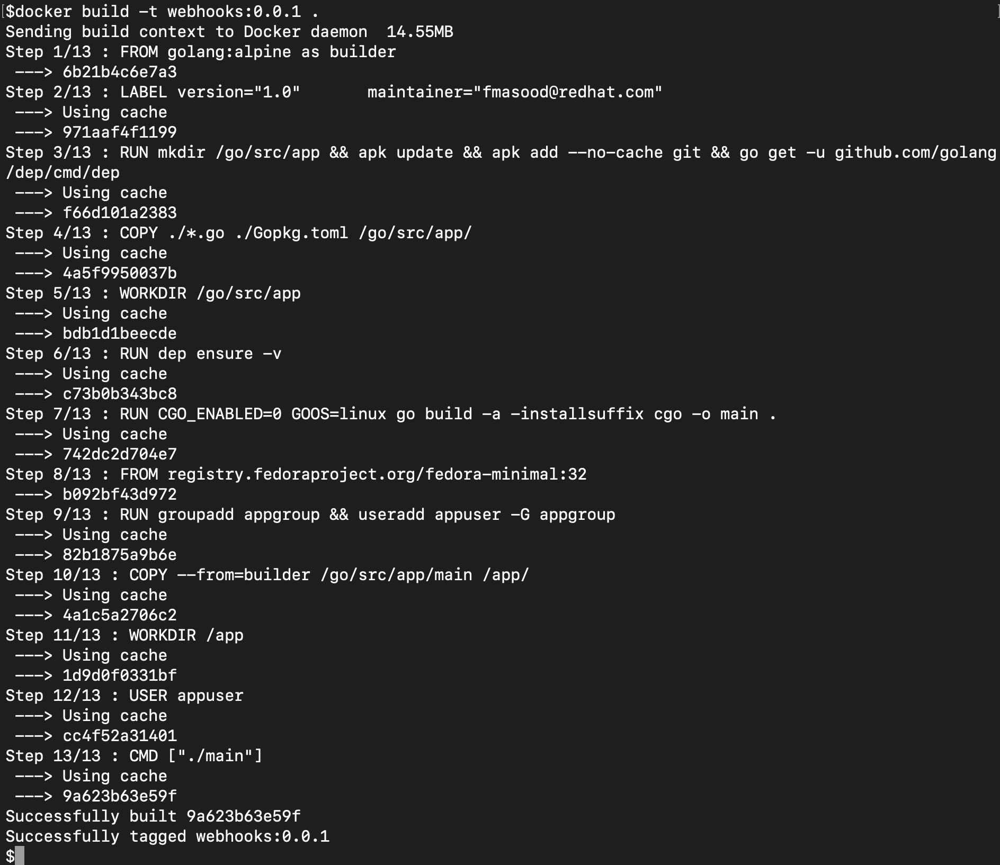 $docker build -t webhooks:0.0.1 .
Sending build context to Docker daemon  14.55MB
Step 1/13 : FROM golang:alpine as builder
 ---> 6b21b4c6e7a3
Step 2/13 : LABEL version="1.0"       maintainer="fmasood@redhat.com"
 ---> Using cache
 ---> 971aaf4f1199
Step 3/13 : RUN mkdir /go/src/app && apk update && apk add --no-cache git && go get -u github.com/golang
/dep/cmd/dep
 ---> Using cache
 ---> f66d101a2383
Step 4/13 : COPY ./*.go ./Gopkg.toml /go/src/app/
 ---> Using cache
 ---> 4a5f9950037b
Step 5/13 : WORKDIR /go/src/app
 ---> Using cache
 ---> bdb1d1beecde
Step 6/13 : RUN dep ensure -v
 ---> Using cache
 ---> c73b0b343bc8
Step 7/13 : RUN CGO_ENABLED=0 GOOS=linux go build -a -installsuffix cgo -o main .
 ---> Using cache
 ---> 742dc2d704e7
Step 8/13 : FROM registry.fedoraproject.org/fedora-minimal:32
 ---> b092bf43d972
Step 9/13 : RUN groupadd appgroup && useradd appuser -G appgroup
 ---> Using cache
 ---> 82b1875a9b6e
Step 10/13 : COPY --from=builder /go/src/app/main /app/
 ---> Using cache
 ---> 4a1c5a2706c2
Step 11/13 : WORKDIR /app
 ---> Using cache
 ---> 1d9d0f0331bf
Step 12/13 : USER appuser
 ---> Using cache
 ---> cc4f52a31401
Step 13/13 : CMD ["./main"]
 ---> Using cache
 ---> 9a623b63e59f
Successfully built 9a623b63e59f
Successfully tagged webhooks:0.0.1
$